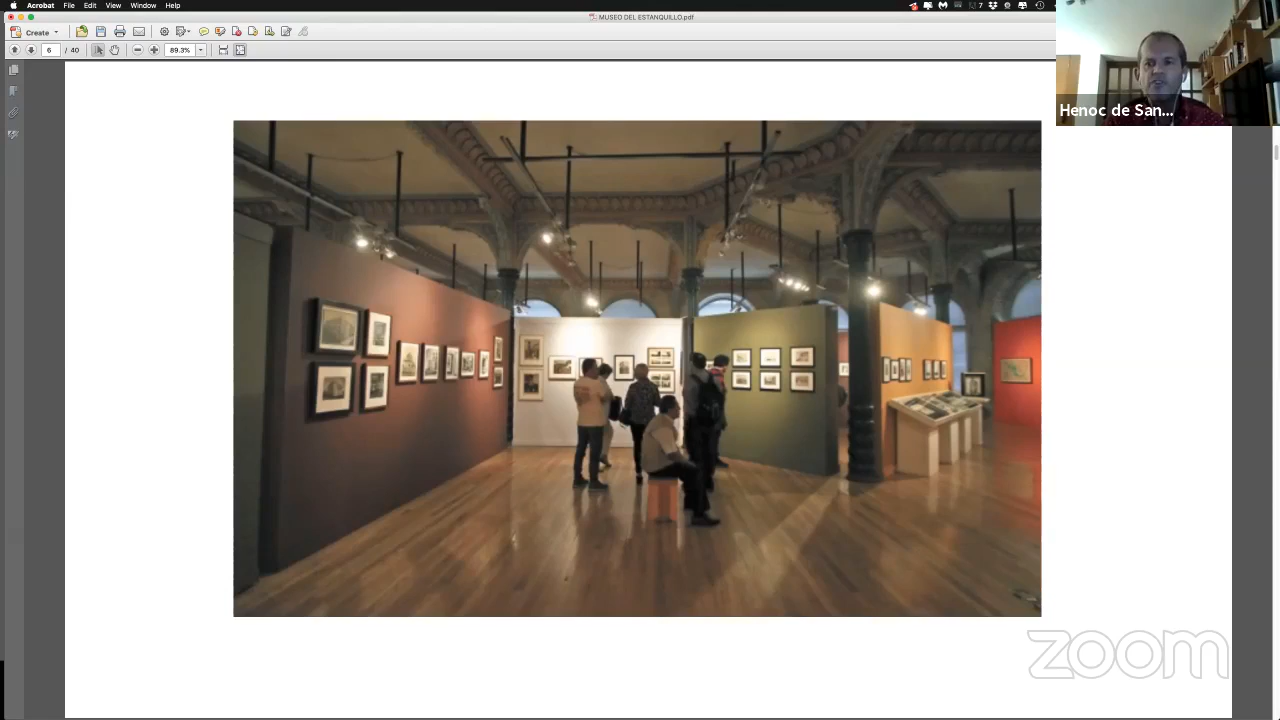 Acrobat File Edit View Window Help
7
MUSEO DEL ESTANQUILLO.pdf
Create
6 / 40
89.3%
Henoc de San...
zoom